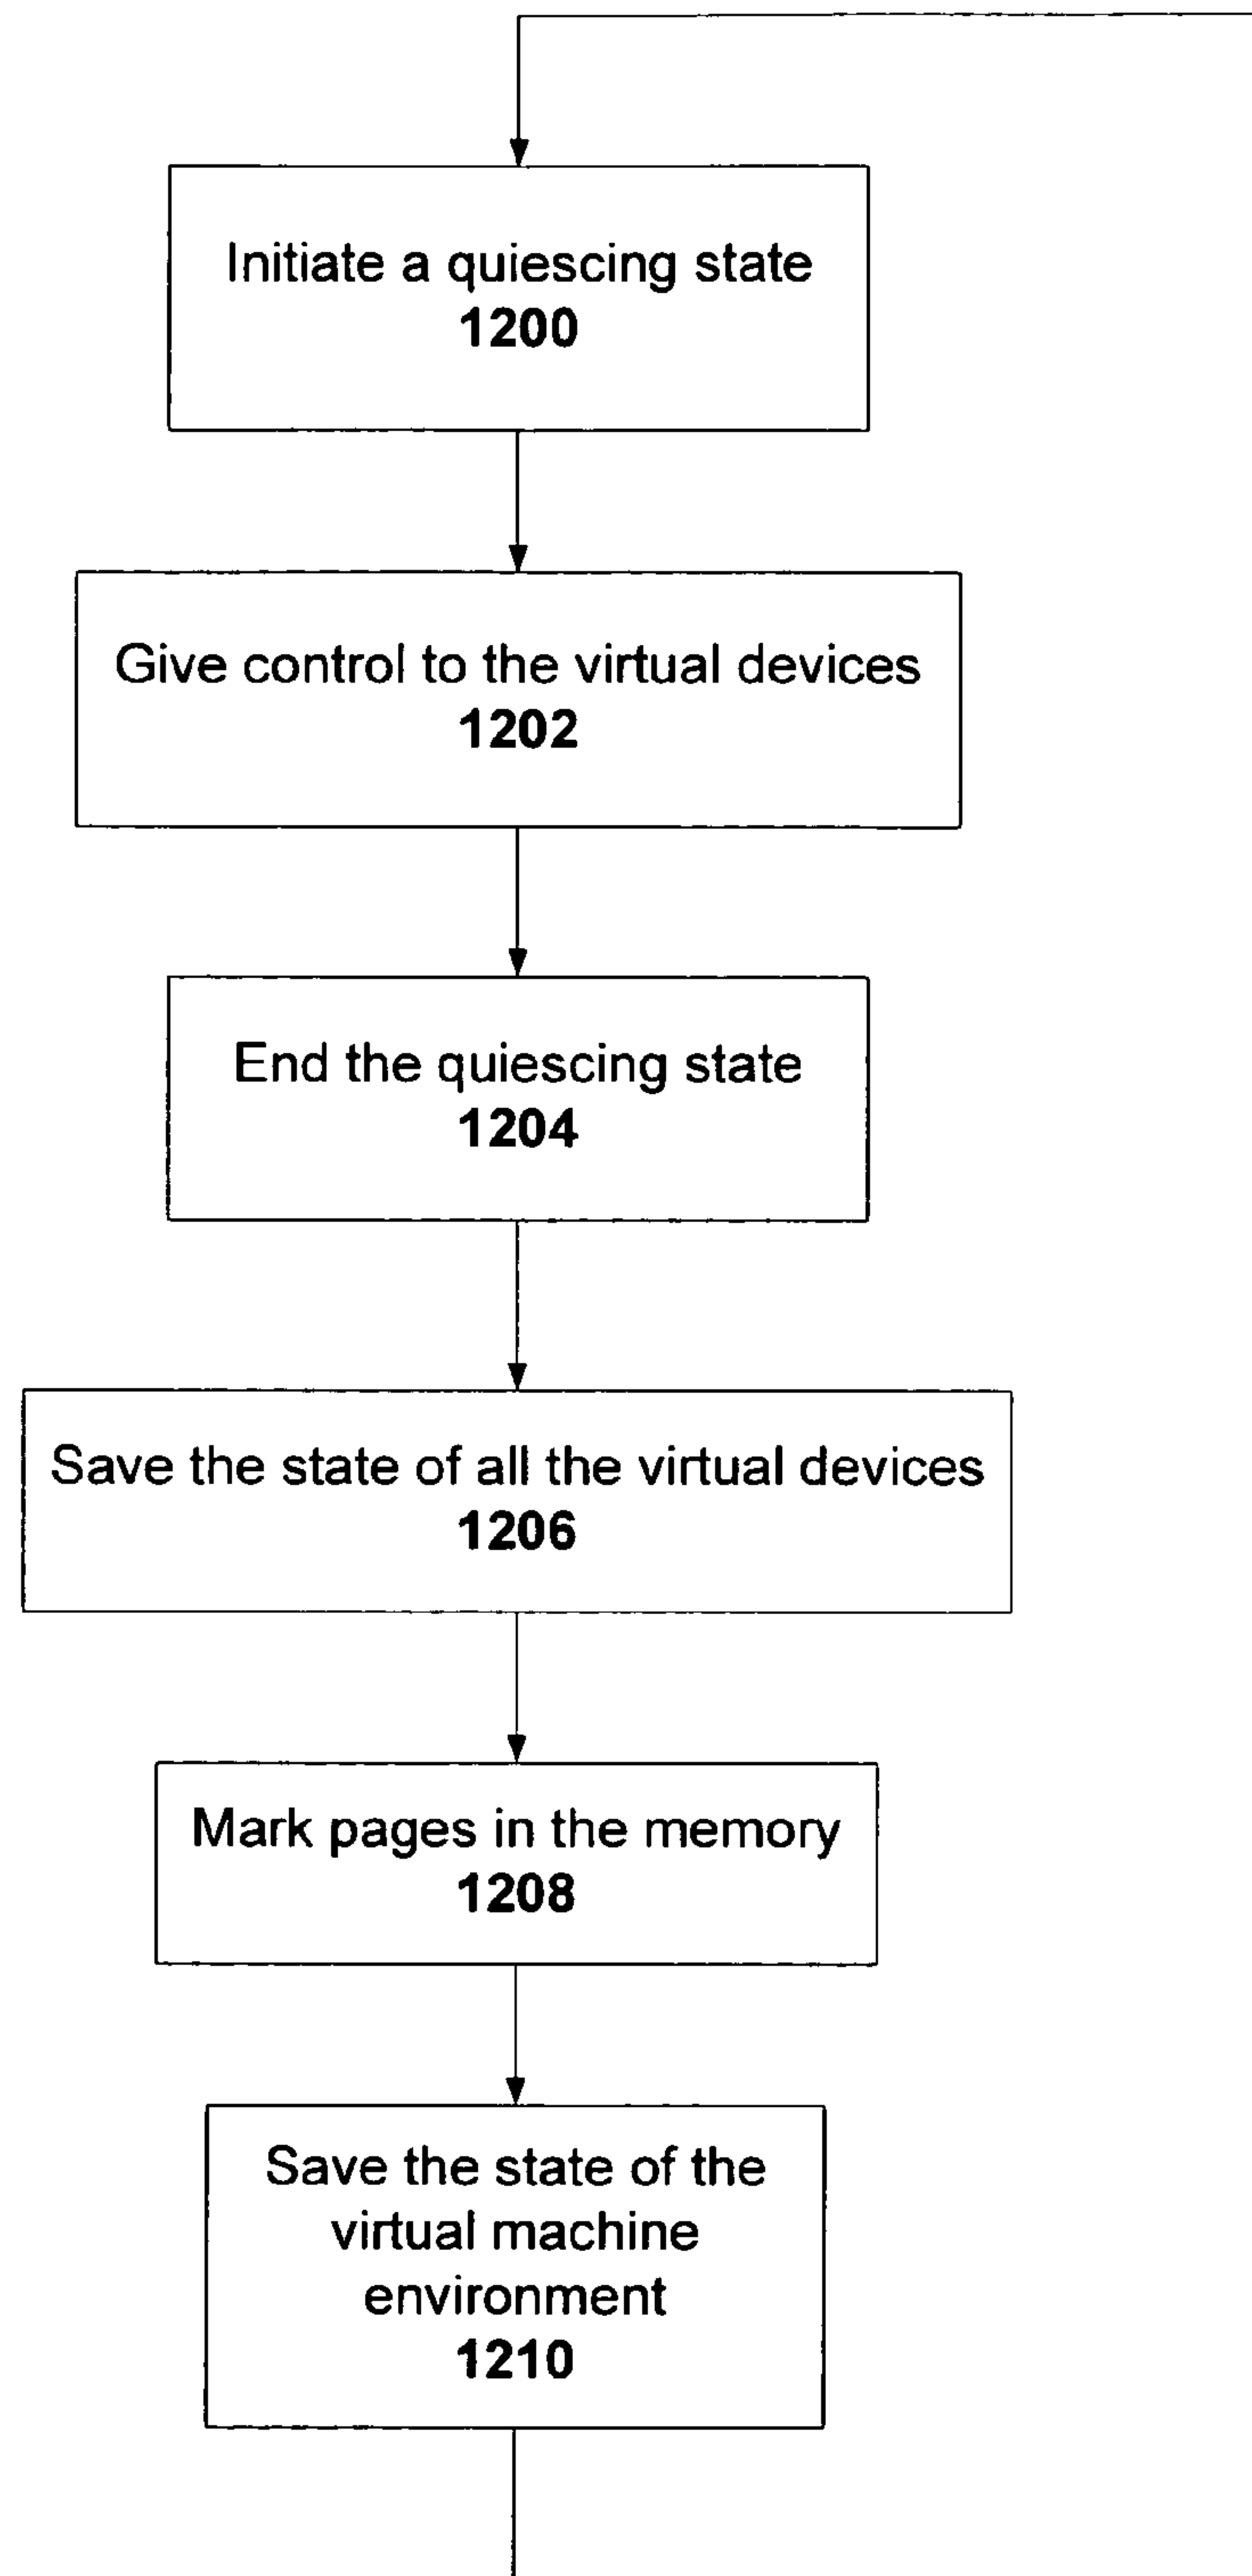 Initiate a quiescing state
1200
Give control to the virtual devices
1202
End the quiescing state
1204
Save the state of all the virtual devices
1206
Mark pages in the memory
1208
Save the state of the
virtual machine
environment
1210